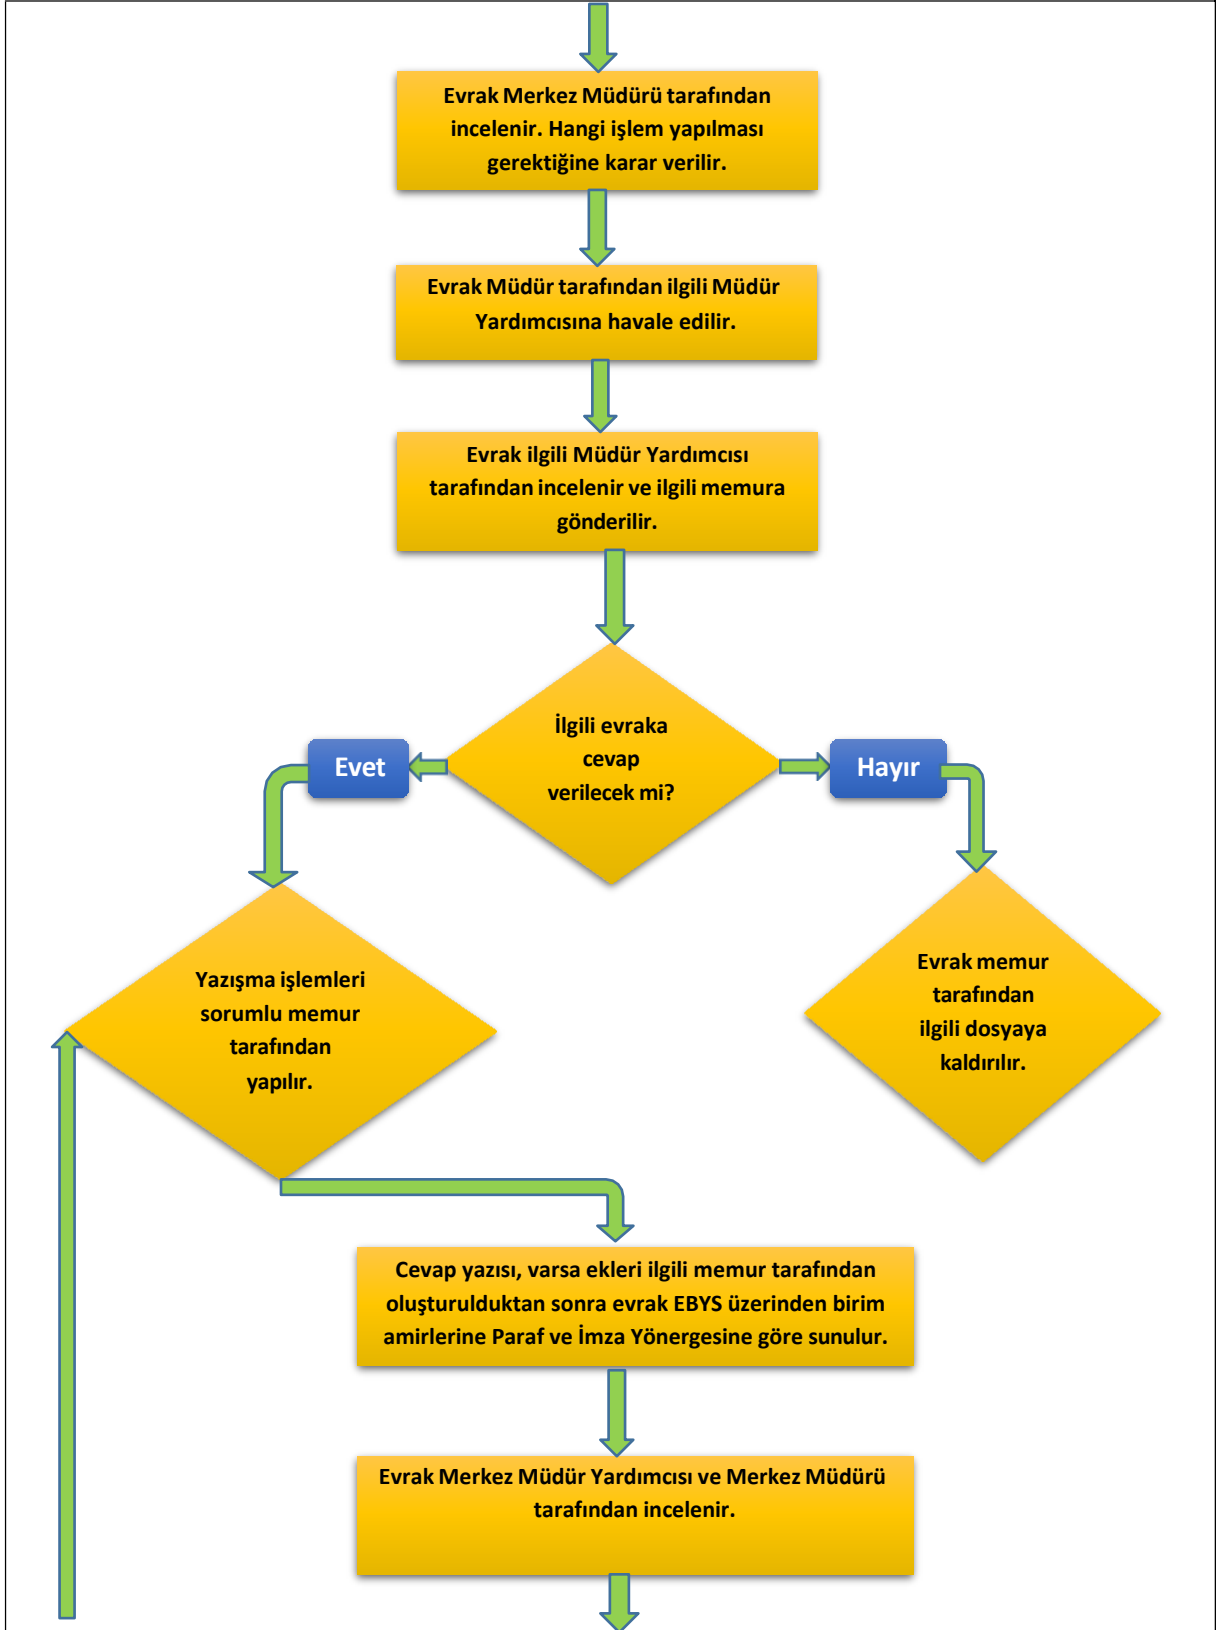 Evrak Merkez Müdürü tarafından
incelenir. Hangi işlem yapılması
gerektiğine karar verilir.
Evrak Müdür tarafından ilgili Müdür
Yardımcısına havale edilir.
Evrak ilgili Müdür Yardımcısı
tarafından incelenir ve ilgili memura
gönderilir.
İlgili evraka
cevap
verilecek mi?
Evet
Hayır
Yazışma işlemleri
sorumlu memur
tarafından
yapılır.
Evrak memur
tarafından
ilgili dosyaya
kaldırılır.
Cevap yazısı, varsa ekleri ilgili memur tarafından
oluşturulduktan sonra evrak EBYS üzerinden birim
amirlerine Paraf ve İmza Yönergesine göre sunulur.
Evrak Merkez Müdür Yardımcısı ve Merkez Müdürü
tarafından incelenir.